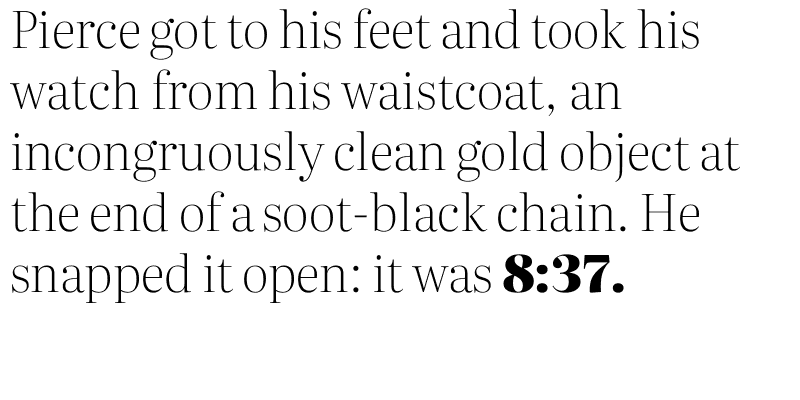 Pierce got to his feet and took his
watch from his waistcoat, an
incongruously clean gold object at
the end of a soot-black chain. He
snapped it open: it was 8:37.